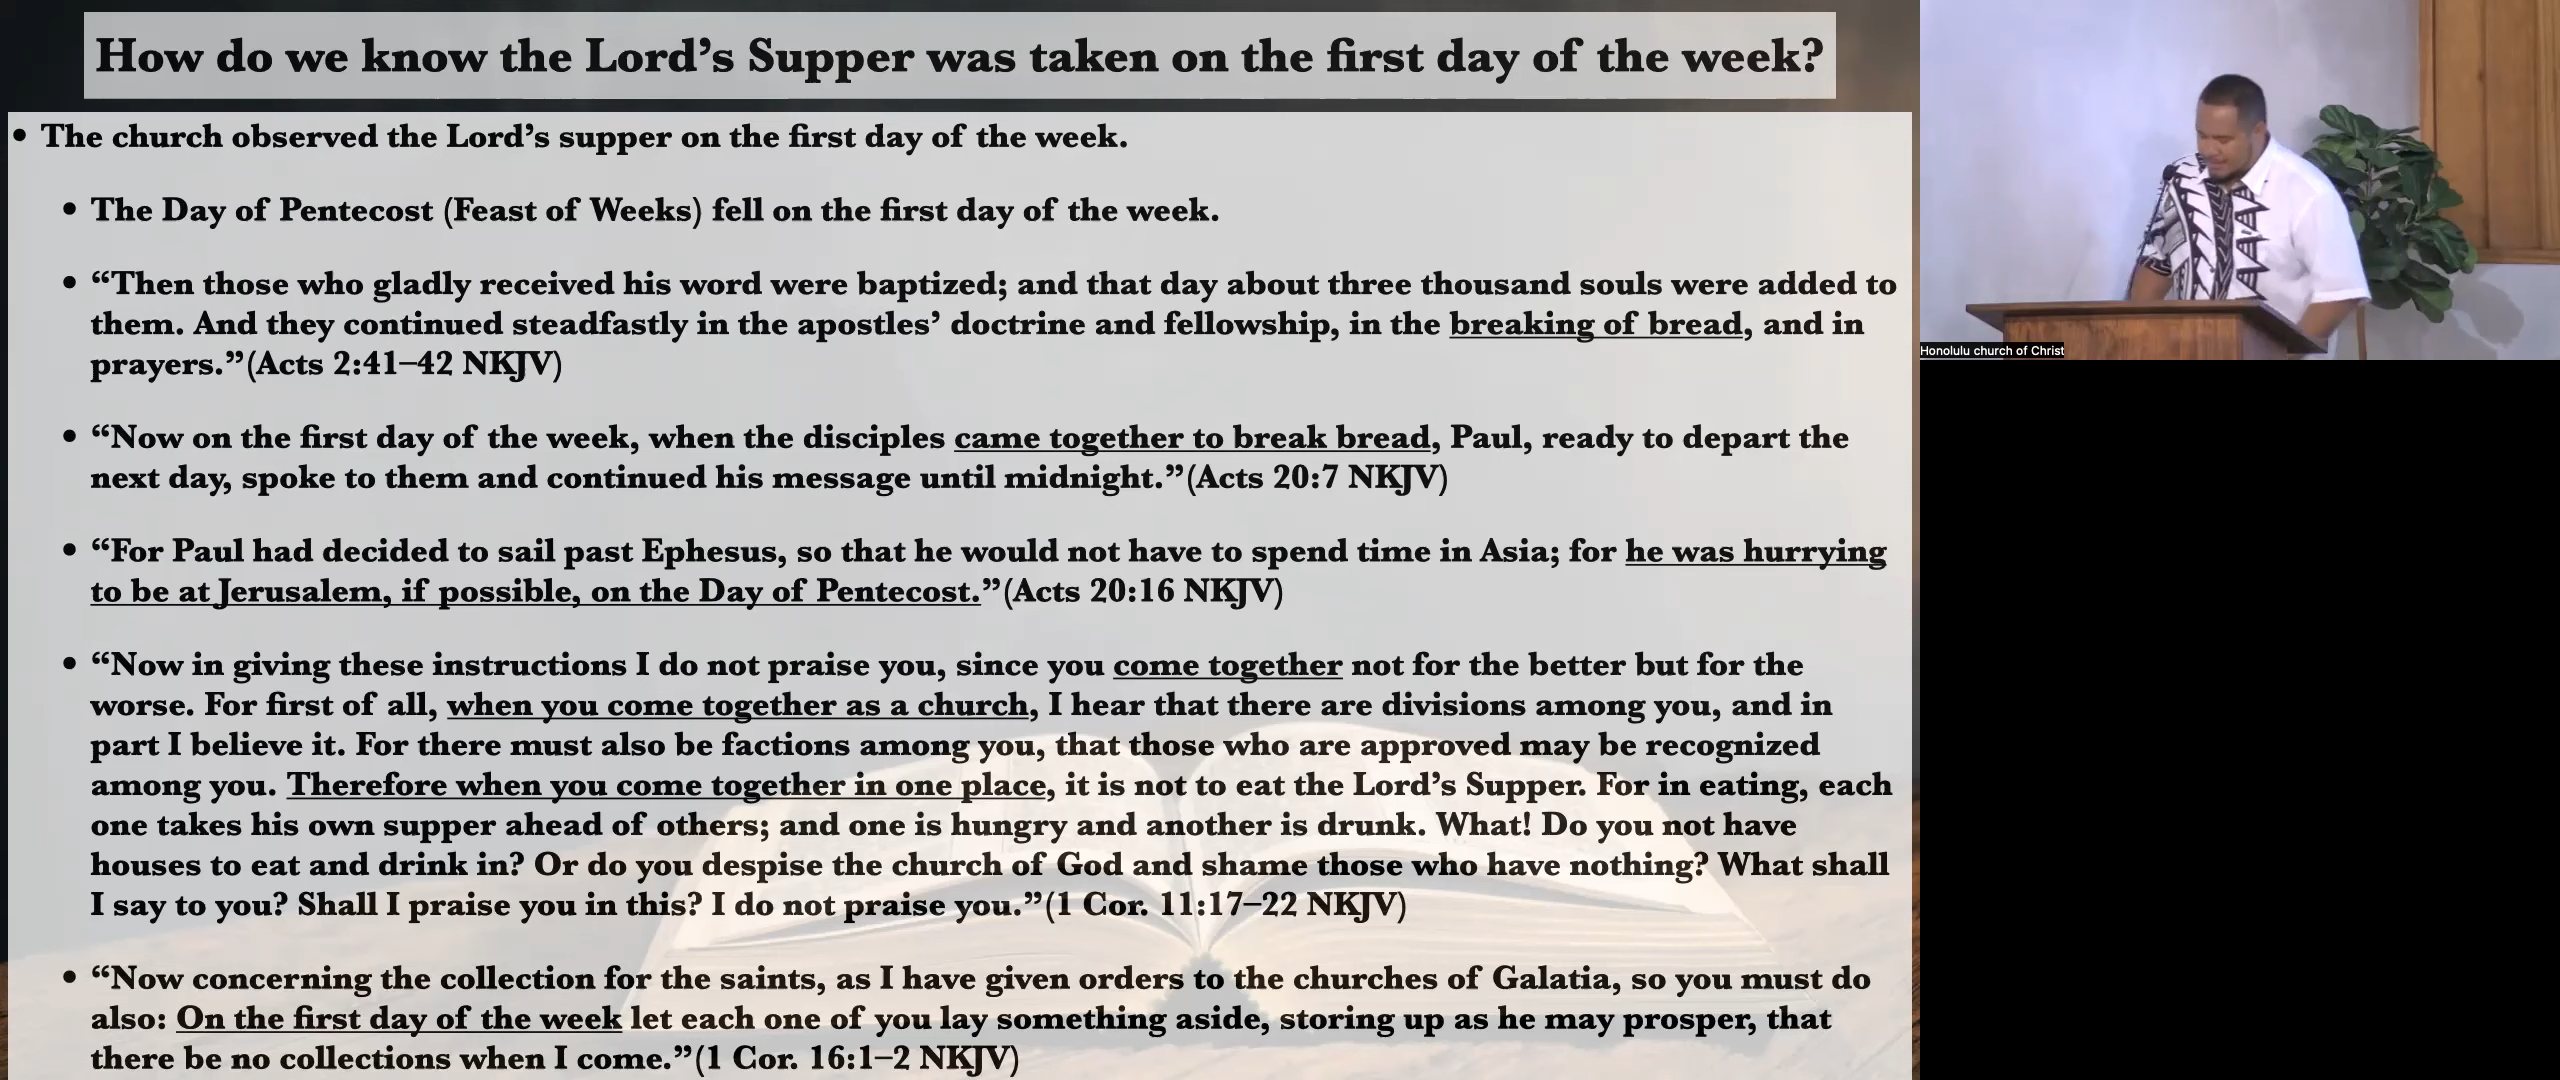 How do we know the Lord’s Supper was taken on the first day of the week?
• The church observed the Lord’s supper on the first day of the week.
• The Day of Pentecost (Feast of Weeks) fell on the first day of the week.
• “Then those who gladly received his word were baptized; and that day about three thousand souls were added to
them. And they continued steadfastly in the apostles’ doctrine and fellowship, in the breaking of bread, and in
prayers.”(Acts 2:41–42 NKJV)
• “Now on the first day of the week, when the disciples came together to break bread, Paul, ready to depart the
next day, spoke to them and continued his message until midnight.”(Acts 20:7 NKJV)
• “For Paul had decided to sail past Ephesus, so that he would not have to spend time in Asia; for he was hurrying
to be at Jerusalem, if possible, on the Day of Pentecost.”(Acts 20:16 NKJV)
• “Now in giving these instructions I do not praise you, since you come together not for the better but for the
worse. For first of all, when you come together as a church, I hear that there are divisions among you, and in
part I believe it. For there must also be factions among you, that those who are approved may be recognized
among you. Therefore when you come together in one place, it is not to eat the Lord’s Supper. For in eating, each
one takes his own supper ahead of others; and one is hungry and another is drunk. What! Do you not have
houses to eat and drink in? Or do you despise the church of God and shame those who have nothing? What shall
I say to you? Shall I praise you in this? I do not praise you.”(1 Cor. 11:17–22 NKJV)
• “Now concerning the collection for the saints, as I have given orders to the churches of Galatia, so you must do
also: On the first day of the week let each one of you lay something aside, storing up as he may prosper, that
there be no collections when I come.”(1 Cor. 16:1–2 NKJV)
Honolulu church of Christ